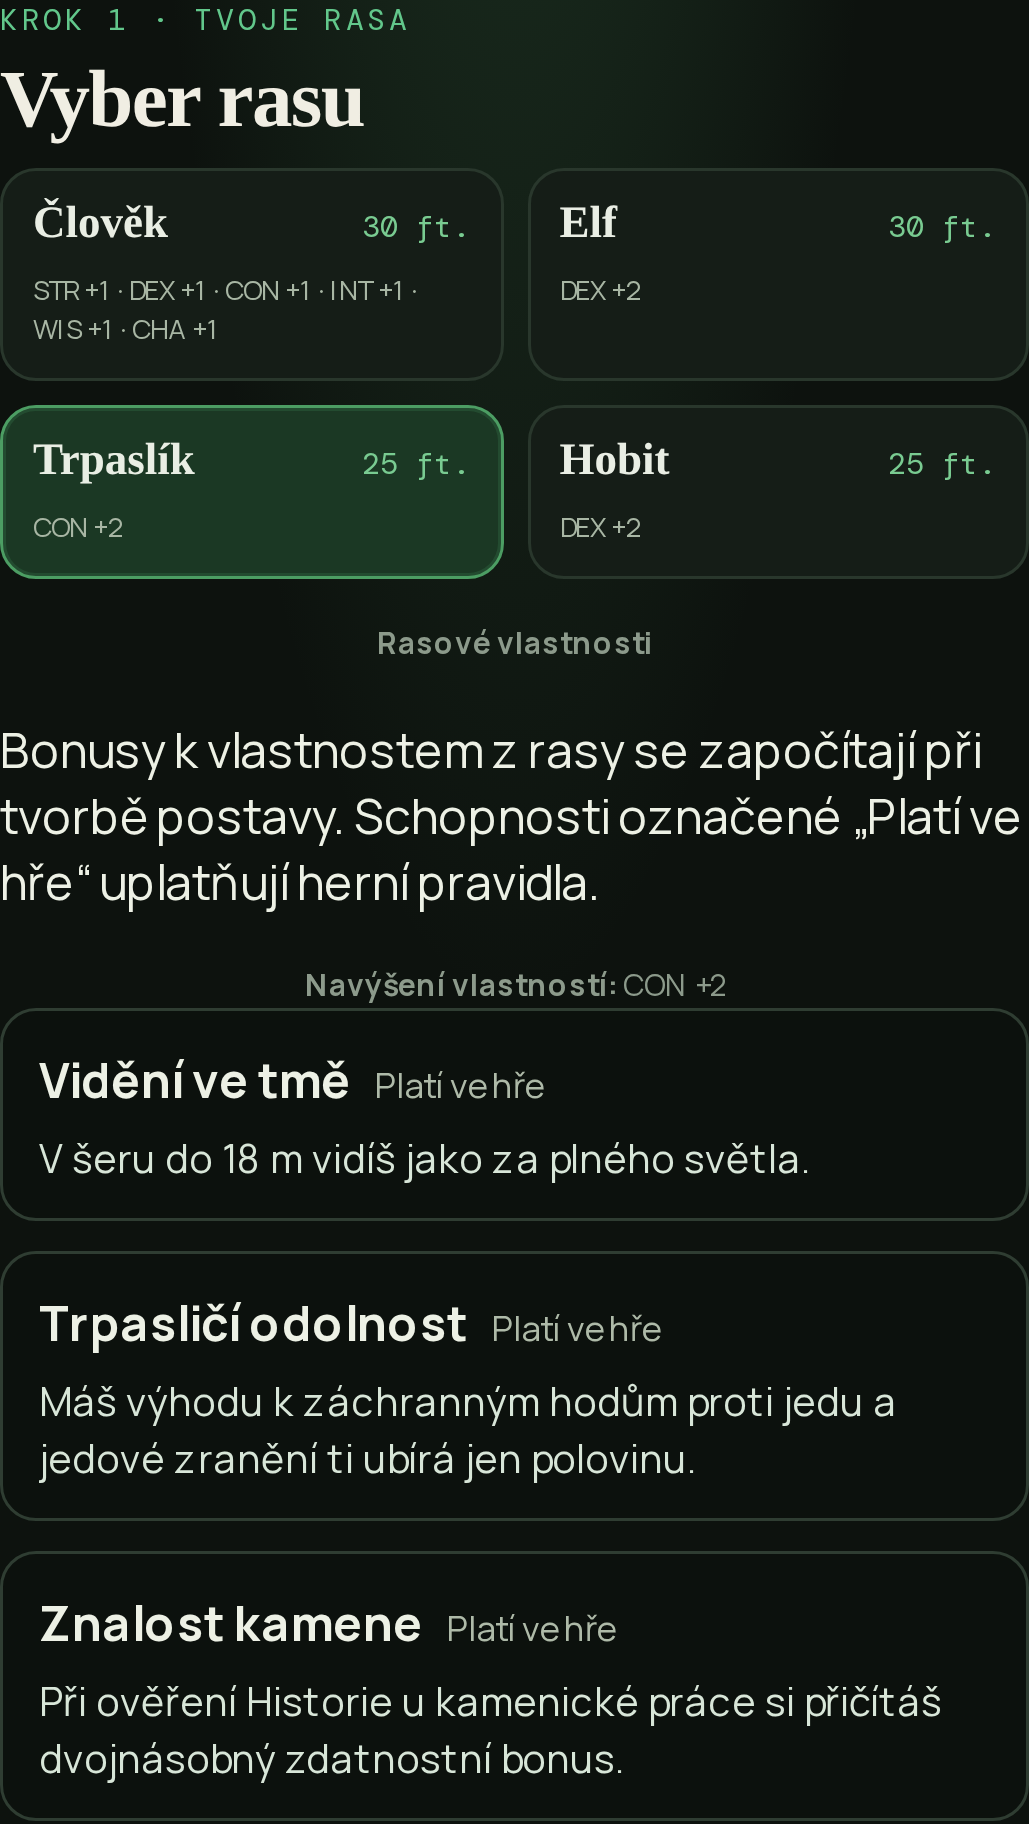 KROK 1 · TVOJE RASA
Vyber rasu
Člověk 30 ft.
STR +1 · DEX +1 · CON +1 · INT +1 ·
WIS +1 · CHA +1
Elf 30 ft.
DEX +2
Trpaslík 25 ft.
CON +2
Hobit 25 ft.
DEX +2
Rasové vlastnosti
Bonusy k vlastnostem z rasy se započítají při
tvorbě postavy. Schopnosti označené „Platí ve
hře“ uplatňují herní pravidla.
Navýšení vlastností: CON +2
Vidění ve tmě Platí ve hře
V šeru do 18 m vidíš jako za plného světla.
Trpasličí odolnost Platí ve hře
Máš výhodu k záchranným hodům proti jedu a
jedové zranění ti ubírá jen polovinu.
Znalost kamene Platí ve hře
Při ověření Historie u kamenické práce si přičítáš
dvojnásobný zdatnostní bonus.